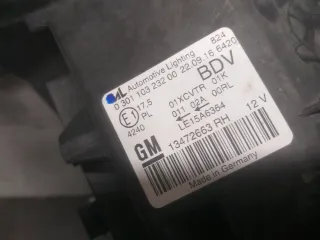 AL Automotive Lighting 824
0 301 103 232 00 22.09.16 6420
BDV
E1 17.5 01XCVTR 01K
PL 011 02A 00RL
4240 LE15A6384
GM 13472663 RH 12 V
Made in Germany